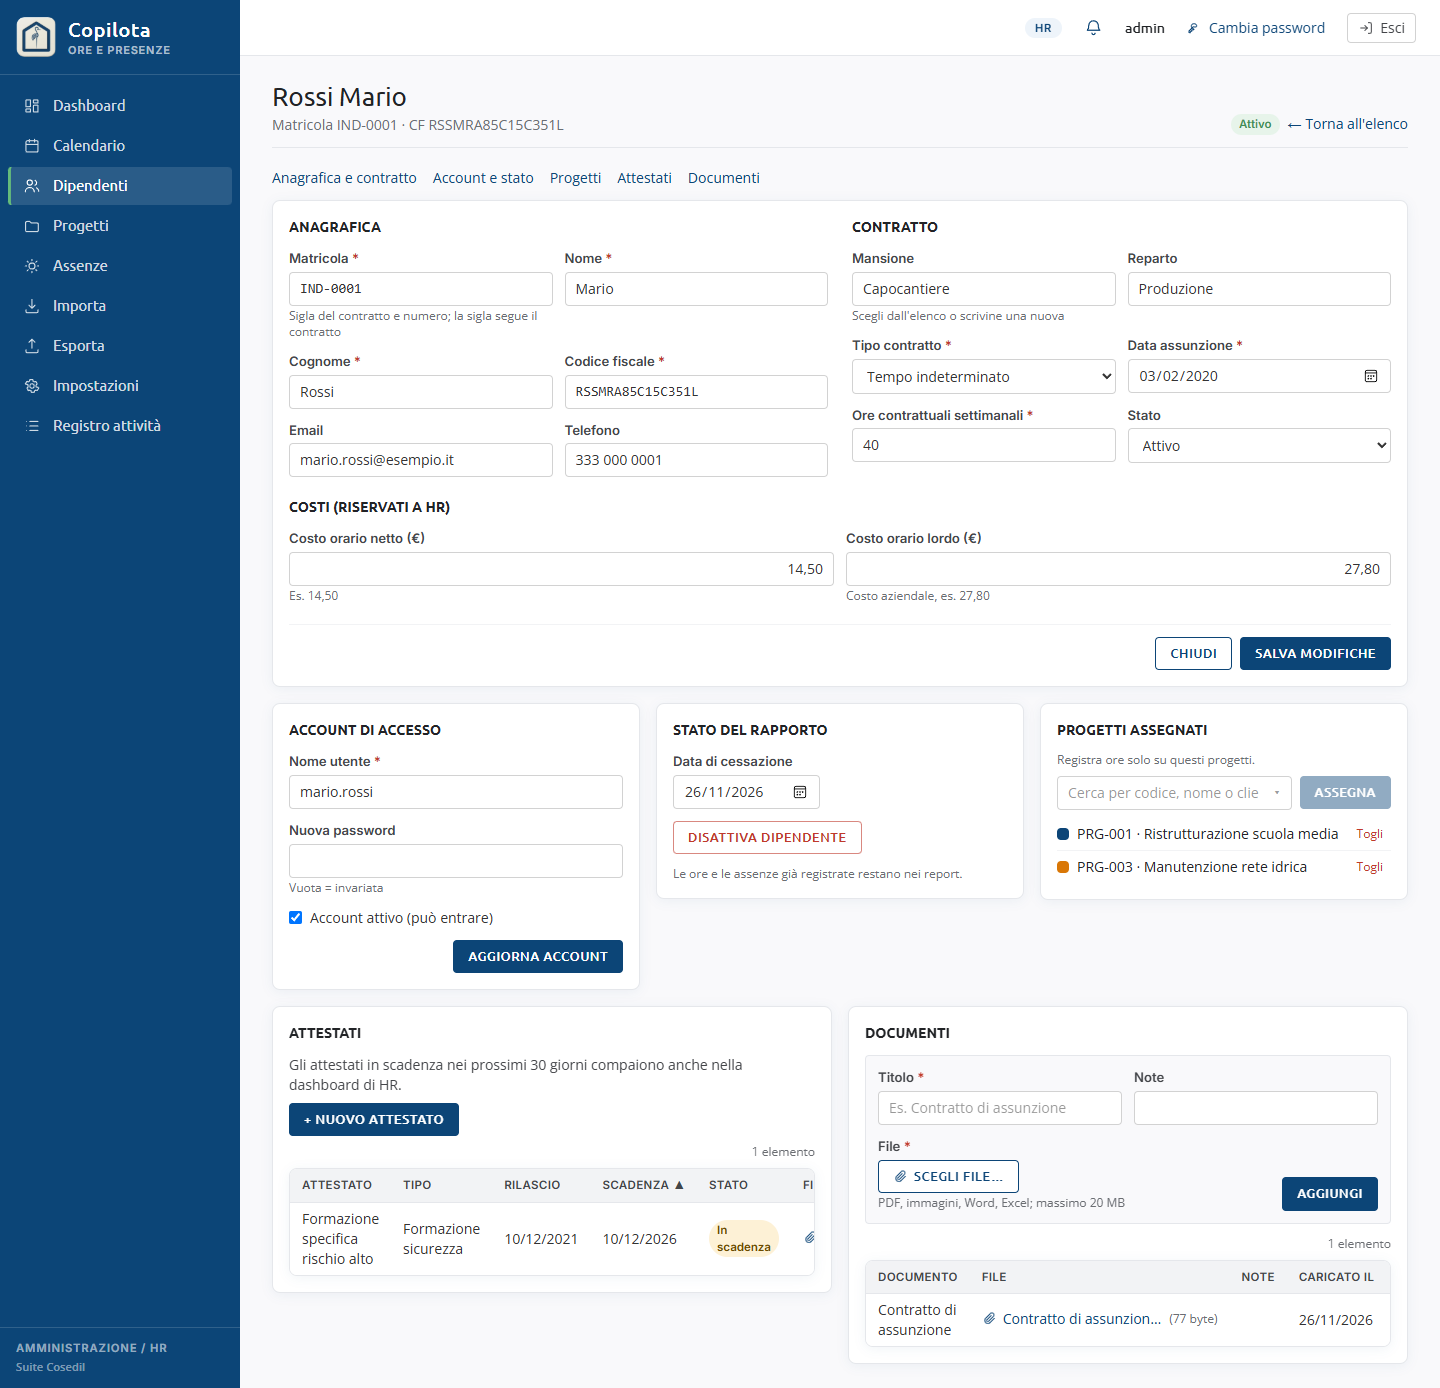 Copilota
ORE E PRESENZE
Dashboard
Calendario
Dipendenti
Progetti
Assenze
Importa
Esporta
Impostazioni
Registro attività
AMMINISTRAZIONE / HR
Suite Cosedil
HR
admin
Cambia password
Esci
Rossi Mario
Matricola IND-0001 · CF RSSMRA85C15C351L
Attivo
← Torna all'elenco
Anagrafica e contratto
Account e stato
Progetti
Attestati
Documenti
ANAGRAFICA
Matricola *
Nome *
IND-0001
Mario
Sigla del contratto e numero; la sigla segue il
contratto
Cognome *
Codice fiscale *
Rossi
RSSMRA85C15C351L
Email
Telefono
mario.rossi@esempio.it
333 000 0001
CONTRATTO
Mansione
Reparto
Capocantiere
Produzione
Scegli dall'elenco o scrivine una nuova
Tipo contratto *
Data assunzione *
Tempo indeterminato
03/02/2020
Ore contrattuali settimanali *
Stato
40
Attivo
COSTI (RISERVATI A HR)
Costo orario netto (€)
Costo orario lordo (€)
14,50
27,80
Es. 14,50
Costo aziendale, es. 27,80
CHIUDI
SALVA MODIFICHE
ACCOUNT DI ACCESSO
Nome utente *
mario.rossi
Nuova password
Vuota = invariata
Account attivo (può entrare)
AGGIORNA ACCOUNT
STATO DEL RAPPORTO
Data di cessazione
26/11/2026
DISATTIVA DIPENDENTE
Le ore e le assenze già registrate restano nei report.
PROGETTI ASSEGNATI
Registra ore solo su questi progetti.
Cerca per codice, nome o clie
ASSEGNA
PRG-001 · Ristrutturazione scuola media
Togli
PRG-003 · Manutenzione rete idrica
Togli
ATTESTATI
Gli attestati in scadenza nei prossimi 30 giorni compaiono anche nella
dashboard di HR.
+ NUOVO ATTESTATO
1 elemento
ATTESTATO
TIPO
RILASCIO
SCADENZA ▲
STATO
FI
Formazione
specifica
rischio alto
Formazione
sicurezza
10/12/2021
10/12/2026
In
scadenza
DOCUMENTI
Titolo *
Note
Es. Contratto di assunzione
File *
SCEGLI FILE...
PDF, immagini, Word, Excel; massimo 20 MB
AGGIUNGI
1 elemento
DOCUMENTO
FILE
NOTE
CARICATO IL
Contratto di
assunzione
Contratto di assunzion...
(77 byte)
26/11/2026